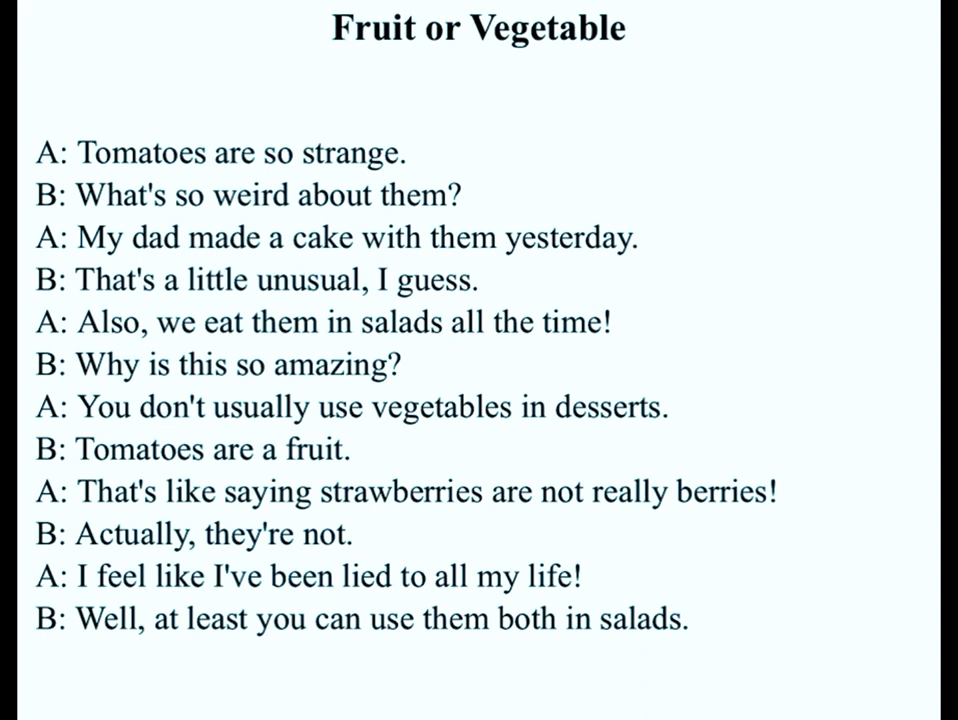 Fruit or Vegetable
A: Tomatoes are so strange.
B: What's so weird about them?
A: My dad made a cake with them yesterday.
B: That's a little unusual, I guess.
A: Also, we eat them in salads all the time!
B: Why is this so amazing?
A: You don't usually use vegetables in desserts.
B: Tomatoes are a fruit.
A: That's like saying strawberries are not really berries!
B: Actually, they're not.
A: I feel like I've been lied to all my life!
B: Well, at least you can use them both in salads.